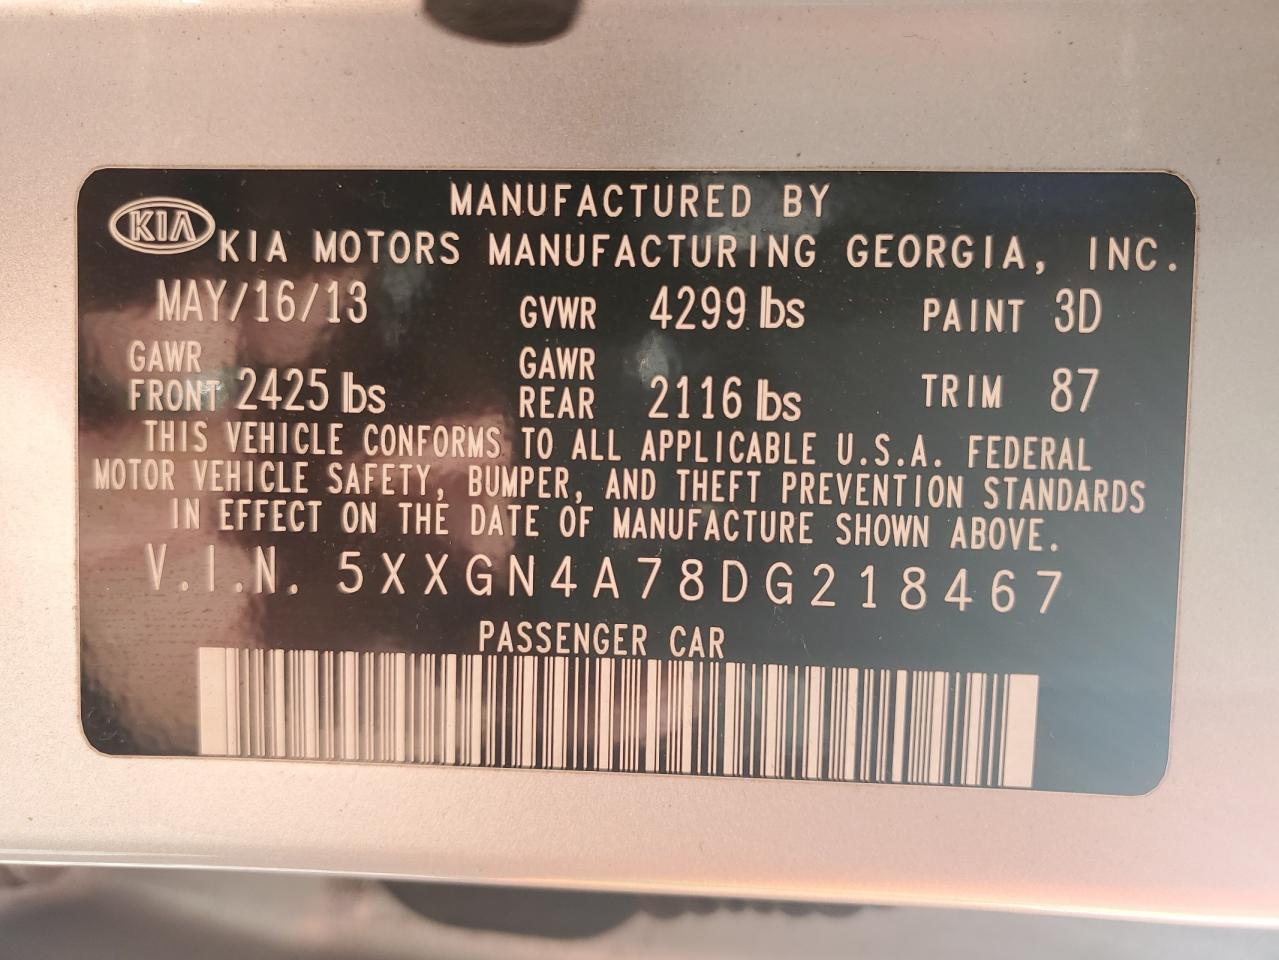 MANUFACTURED BY
KIA KIA MOTORS MANUFACTURING GEORGIA, INC.
MAY/16/13 GVWR 4299 lbs PAINT 3D
GAWR FRONT 2425 lbs GAWR REAR 2116 lbs TRIM 87
THIS VEHICLE CONFORMS TO ALL APPLICABLE U.S.A. FEDERAL
MOTOR VEHICLE SAFETY, BUMPER, AND THEFT PREVENTION STANDARDS
IN EFFECT ON THE DATE OF MANUFACTURE SHOWN ABOVE.
V.I.N. 5XXGN4A78DG218467
PASSENGER CAR